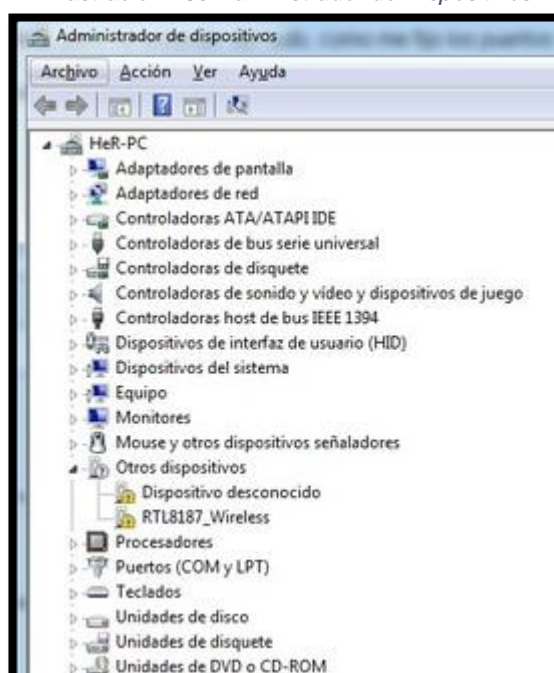 Administrador de dispositivos
Archivo Acción Ver Ayuda
HeR-PC
Adaptadores de pantalla
Adaptadores de red
Controladoras ATA/ATAPI IDE
Controladoras de bus serie universal
Controladoras de disquete
Controladoras de sonido y vídeo y dispositivos de juego
Controladoras host de bus IEEE 1394
Dispositivos de interfaz de usuario (HID)
Dispositivos del sistema
Equipo
Monitores
Mouse y otros dispositivos señaladores
Otros dispositivos
Dispositivo desconocido
RTL8187_Wireless
Procesadores
Puertos (COM y LPT)
Teclados
Unidades de disco
Unidades de disquete
Unidades de DVD o CD-ROM